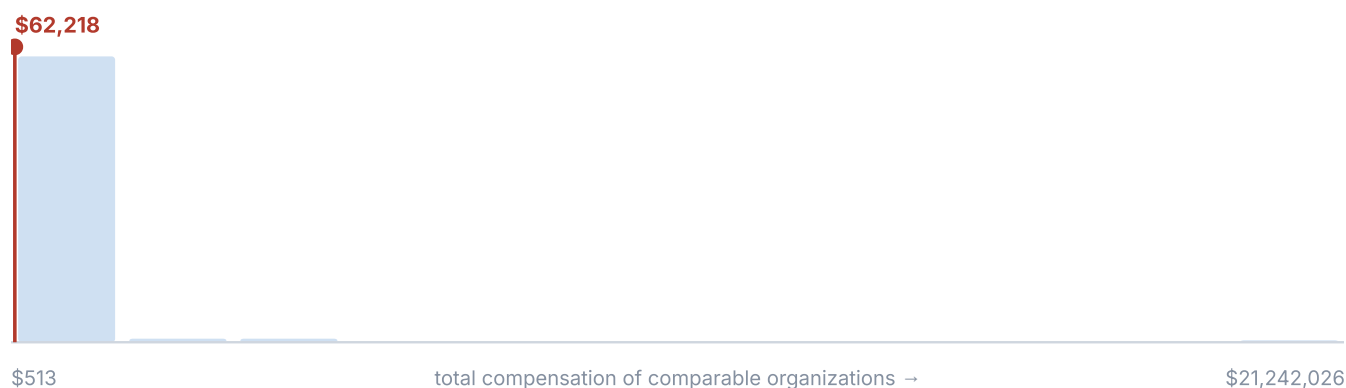 $62,218
$513 total compensation of comparable organizations → $21,242,026